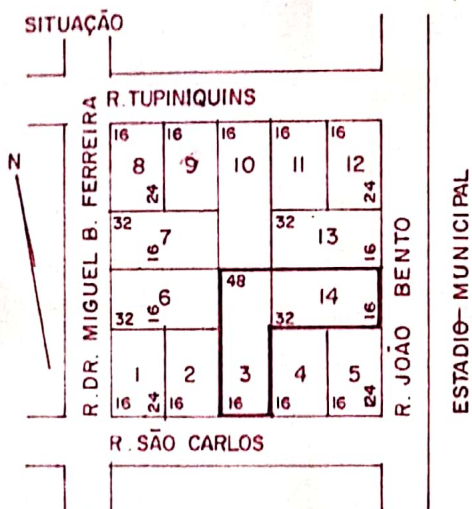 SITUAÇÃO
R. TUPINIQUINS
N
R. DR. MIGUEL B. FERREIRA
16 16 16 16 16
8 9 10 11 12
24 24
32 32
7 13
16 16
48
6 14
32 16 32 16
1 2 3 4 5
16 24 16 16 16 16 24
R. JOÃO BENTO
ESTADIO MUNICIPAL
R. SÃO CARLOS